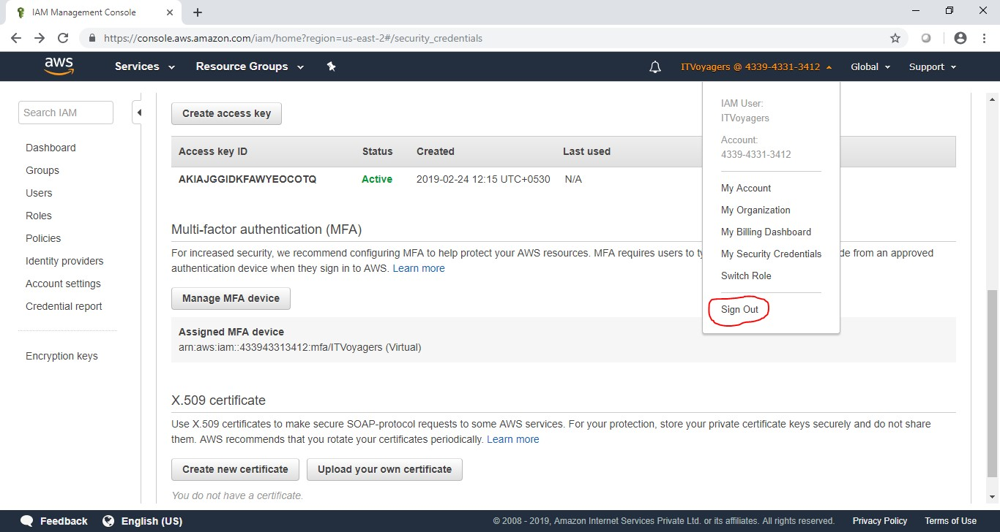 IAM Management Console
https://console.aws.amazon.com/iam/home?region=us-east-2#/security_credentials
aws Services Resource Groups ITVoyagers @ 4339-4331-3412 Global Support
Search IAM
Dashboard
Groups
Users
Roles
Policies
Identity providers
Account settings
Credential report
Encryption keys
Create access key
Access key ID Status Created Last used
AKIAJGGIDKFAWYEOCOTQ Active 2019-02-24 12:15 UTC+0530 N/A
Multi-factor authentication (MFA)
For increased security, we recommend configuring MFA to help protect your AWS resources. MFA requires users to ty de from an approved
authentication device when they sign in to AWS. Learn more
Manage MFA device
Assigned MFA device
arn:aws:iam::433943313412:mfa/ITVoyagers (Virtual)
X.509 certificate
Use X.509 certificates to make secure SOAP-protocol requests to some AWS services. For your protection, store your private certificate keys securely and do not share
them. AWS recommends that you rotate your certificates periodically. Learn more
Create new certificate Upload your own certificate
You do not have a certificate.
IAM User:
ITVoyagers
Account:
4339-4331-3412
My Account
My Organization
My Billing Dashboard
My Security Credentials
Switch Role
Sign Out
Feedback English (US) © 2008 - 2019, Amazon Internet Services Private Ltd. or its affiliates. All rights reserved. Privacy Policy Terms of Use